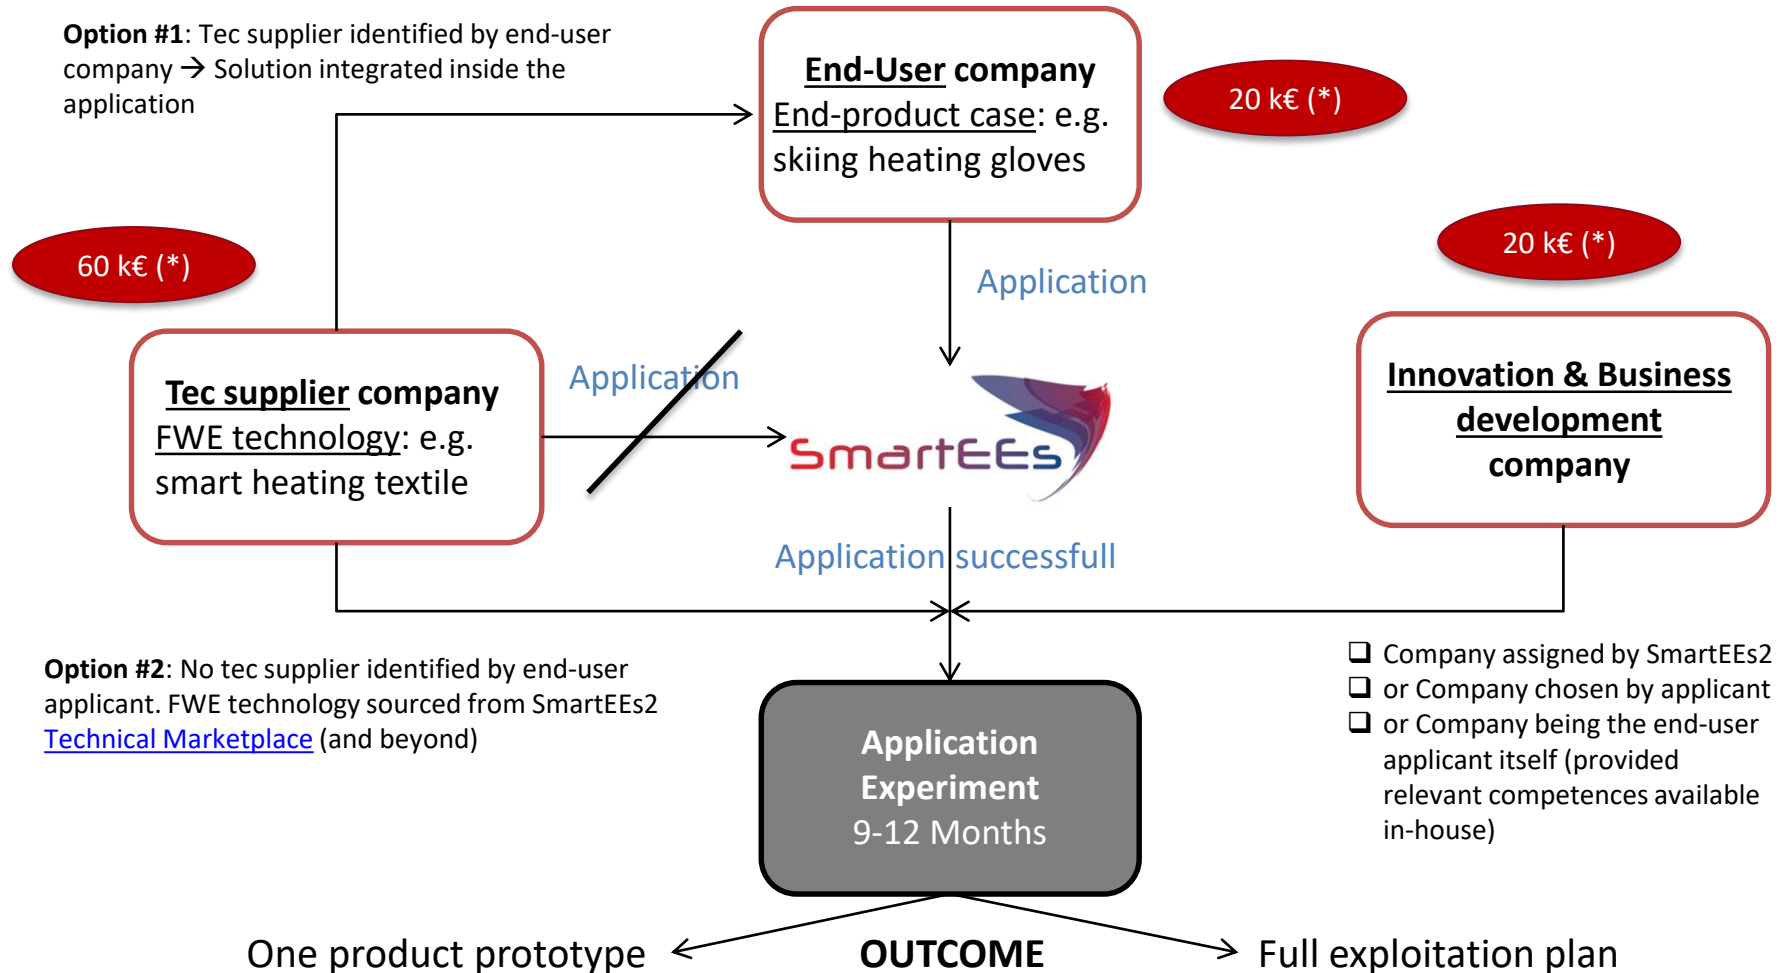 Option #1: Tec supplier identified by end-user
company → Solution integrated inside the
application
End-User company
End-product case: e.g.
skiing heating gloves
20 k€ (*)
60 k€ (*)
20 k€ (*)
Application
Tec supplier company
FWE technology: e.g.
smart heating textile
Application
SmartEEs
Innovation & Business
development
company
Application successfull
Option #2: No tec supplier identified by end-user
applicant. FWE technology sourced from SmartEEs2
Technical Marketplace (and beyond)
❑ Company assigned by SmartEEs2
❑ or Company chosen by applicant
❑ or Company being the end-user
applicant itself (provided
relevant competences available
in-house)
Application
Experiment
9-12 Months
One product prototype
OUTCOME
Full exploitation plan